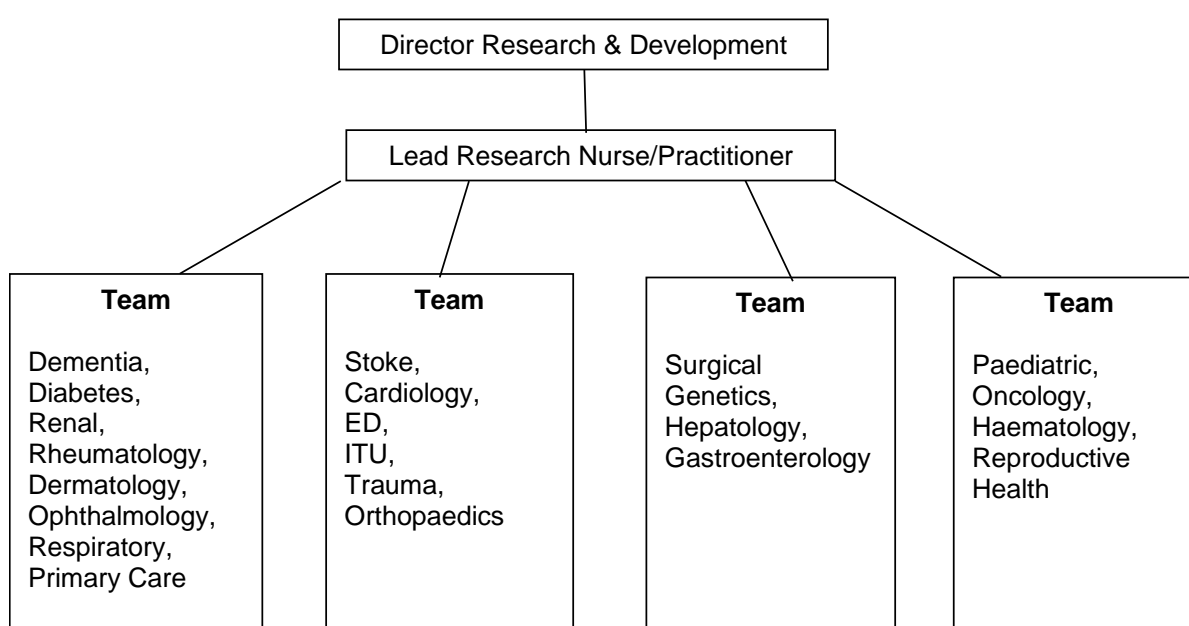 Director Research & Development
Lead Research Nurse/Practitioner
Team
Dementia,
Diabetes,
Renal,
Rheumatology,
Dermatology,
Ophthalmology,
Respiratory,
Primary Care
Team
Stoke,
Cardiology,
ED,
ITU,
Trauma,
Orthopaedics
Team
Surgical
Genetics,
Hepatology,
Gastroenterology
Team
Paediatric,
Oncology,
Haematology,
Reproductive
Health